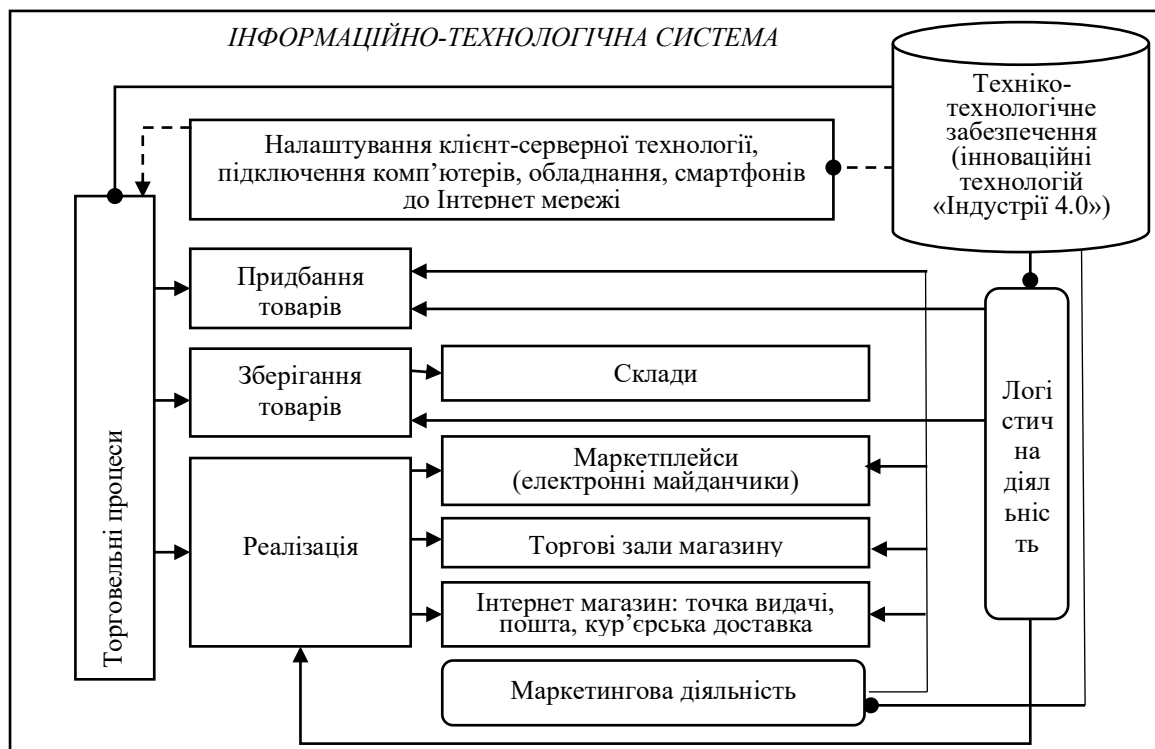 ІНФОРМАЦІЙНО-ТЕХНОЛОГІЧНА СИСТЕМА
Техніко-
технологічне
забезпечення
(інноваційні
технологій
«Індустрії 4.0»)
Налаштування клієнт-серверної технології,
підключення комп’ютерів, обладнання, смартфонів
до Інтернет мережі
Торговельні процеси
Придбання
товарів
Зберігання
товарів
Склади
Реалізація
Маркетплейси
(електронні майданчики)
Торгові зали магазину
Інтернет магазин: точка видачі,
пошта, кур’єрська доставка
Маркетингова діяльність
Логі
стич
на
діял
ьніс
ть